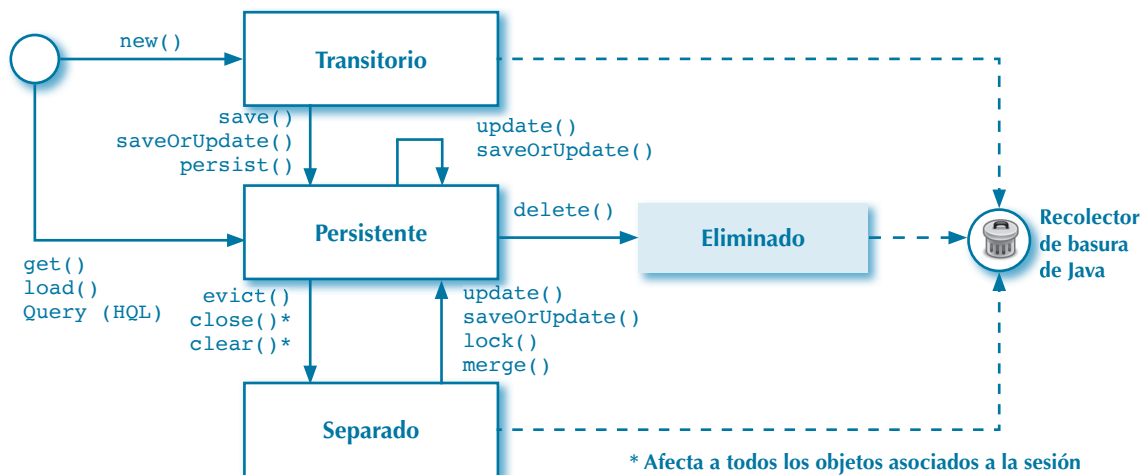 new()
Transitorio
save()
saveOrUpdate()
persist()
update()
saveOrUpdate()
Persistente
delete()
Eliminado
Recolector
de basura
de Java
get()
load()
Query (HQL)
evict()
close()*
clear()*
update()
saveOrUpdate()
lock()
merge()
Separado
* Afecta a todos los objetos asociados a la sesión